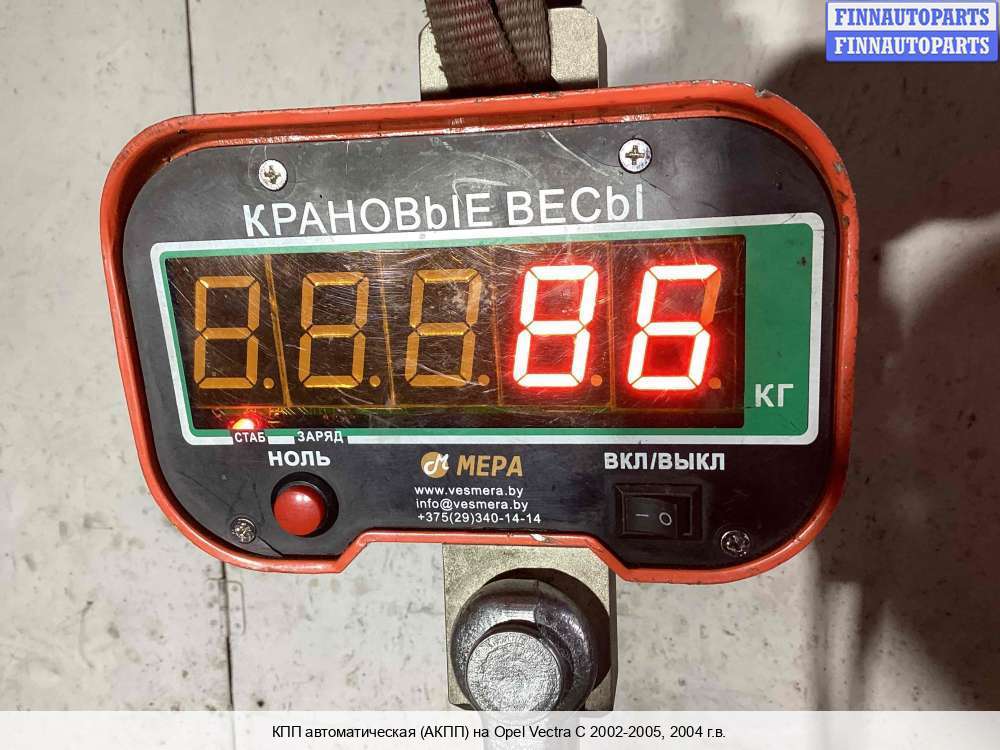 FINNAUTOPARTS
FINNAUTOPARTS
КРАНОВЫЕ ВЕСЫ
86
КГ
СТАБ ЗАРЯД
НОЛЬ
МЕРА
ВКЛ/ВЫКЛ
www.vesmera.by
info@vesmera.by
+375(29)340-14-14
КПП автоматическая (АКПП) на Opel Vectra C 2002-2005, 2004 г.в.